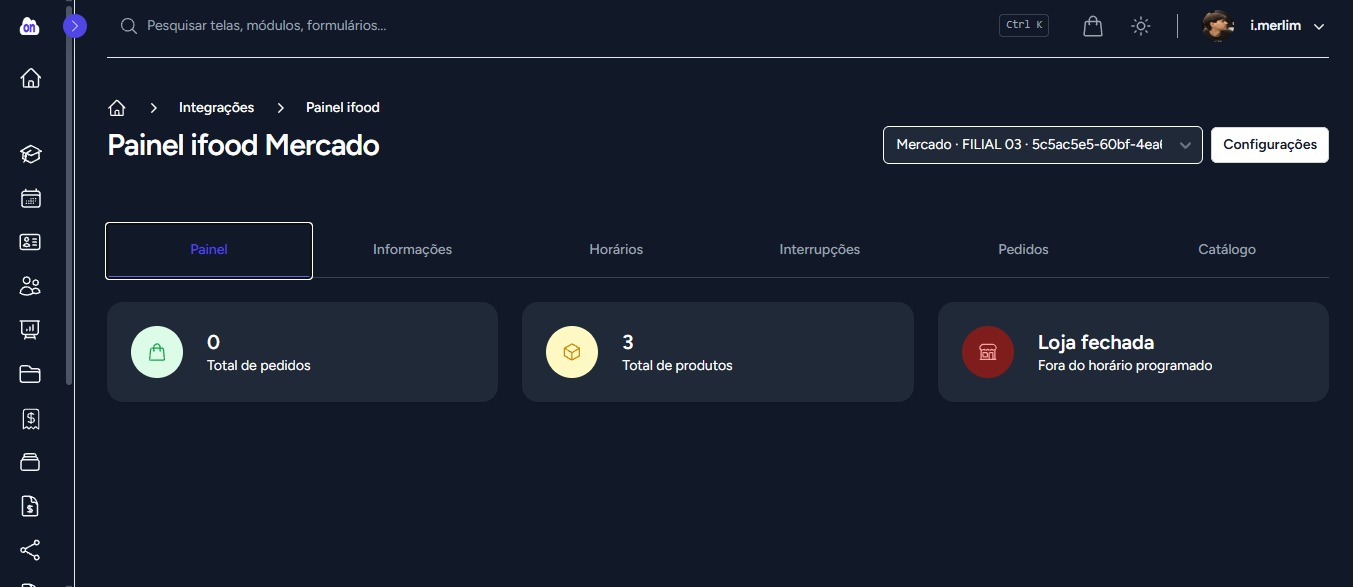 on
Pesquisar telas, módulos, formulários...
Ctrl K
i.merlim
Integrações
Painel ifood
Painel ifood Mercado
Mercado · FILIAL 03 · 5c5ac5e5-60bf-4ea
Configurações
Painel
Informações
Horários
Interrupções
Pedidos
Catálogo
0
Total de pedidos
3
Total de produtos
Loja fechada
Fora do horário programado